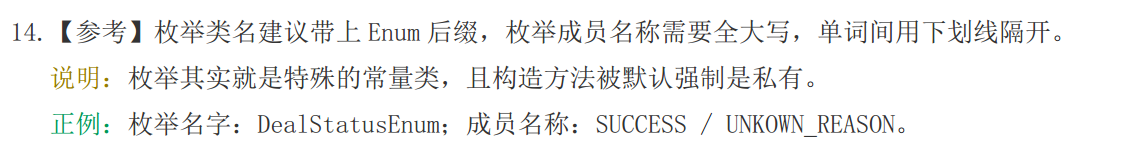 14.【参考】枚举类名建议带上 Enum 后缀，枚举成员名称需要全大写，单词间用下划线隔开。
说明：枚举其实就是特殊的常量类，且构造方法被默认强制是私有。
正例：枚举名字：DealStatusEnum；成员名称：SUCCESS / UNKOWN_REASON。